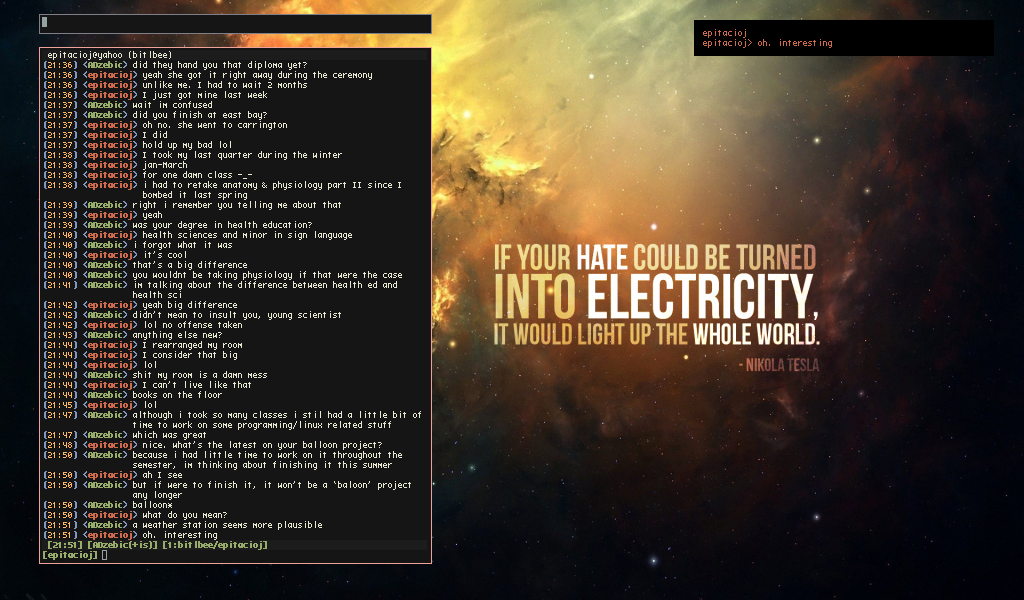 epitacioj@yahoo (bitlbee)
[21:36] <ADzebic> did they hand you that diploma yet?
[21:36] <epitacioj> yeah she got it right away during the ceremony
[21:36] <epitacioj> unlike me. I had to wait 2 months
[21:36] <epitacioj> I just got mine last week
[21:37] <ADzebic> wait im confused
[21:37] <ADzebic> did you finish at east bay?
[21:37] <epitacioj> oh no. she went to carrington
[21:37] <epitacioj> I did
[21:37] <epitacioj> hold up my bad lol
[21:38] <epitacioj> I took my last quarter during the winter
[21:38] <epitacioj> jan-March
[21:38] <epitacioj> for one damn class -_-
[21:38] <epitacioj> i had to retake anatomy & physiology part II since I
bombed it last spring
[21:39] <ADzebic> right i remember you telling me about that
[21:39] <epitacioj> yeah
[21:39] <ADzebic> was your degree in health education?
[21:40] <epitacioj> health sciences and minor in sign language
[21:40] <ADzebic> i forgot what it was
[21:40] <epitacioj> it's cool
[21:40] <ADzebic> that's a big difference
[21:40] <ADzebic> you wouldnt be taking physiology if that were the case
[21:41] <ADzebic> im talking about the difference between health ed and
health sci
[21:42] <epitacioj> yeah big difference
[21:42] <ADzebic> didn't mean to insult you, young scientist
[21:42] <epitacioj> lol no offense taken
[21:43] <ADzebic> anything else new?
[21:44] <epitacioj> I rearranged my room
[21:44] <epitacioj> I consider that big
[21:44] <epitacioj> lol
[21:44] <ADzebic> shit my room is a damn mess
[21:44] <epitacioj> I can't live like that
[21:44] <ADzebic> books on the floor
[21:45] <epitacioj> lol
[21:47] <ADzebic> although i took so many classes i stil had a little bit of
time to work on some programming/linux related stuff
[21:47] <ADzebic> which was great
[21:48] <epitacioj> nice. what's the latest on your balloon project?
[21:50] <ADzebic> because i had little time to work on it throughout the
semester, im thinking about finishing it this summer
[21:50] <epitacioj> ah I see
[21:50] <ADzebic> but if were to finish it, it won't be a 'baloon' project
any longer
[21:50] <ADzebic> balloon*
[21:50] <epitacioj> what do you mean?
[21:51] <ADzebic> a weather station seems more plausible
[21:51] <epitacioj> oh. interesting
[21:51] [ADzebic(+is)] [1:bitlbee/epitacioj]
[epitacioj]
epitacioj
epitacioj> oh. interesting
IF YOUR HATE COULD BE TURNED
INTO ELECTRICITY,
IT WOULD LIGHT UP THE WHOLE WORLD.
- NIKOLA TESLA